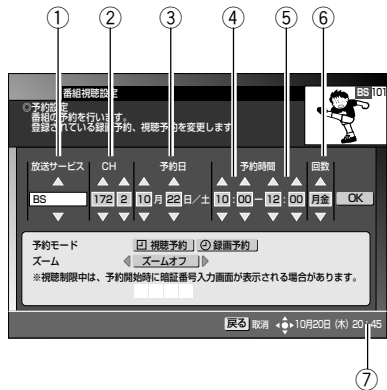 ① ② ③ ④ ⑤ ⑥
番組視聴設定
BS 101
◎予約設定
番組の予約を行います。
登録されている録画予約、視聴予約を変更します
放送サービス CH 予約日 予約時間 回数
BS 172 2 10月22日/土 10:00-12:00 月金 OK
予約モード 視聴予約 録画予約
ズーム ズームオフ
※視聴制限中は、予約開始時に暗証番号入力画面が表示される場合があります。
戻る 取消 10月20日 (木) 20:45
⑦